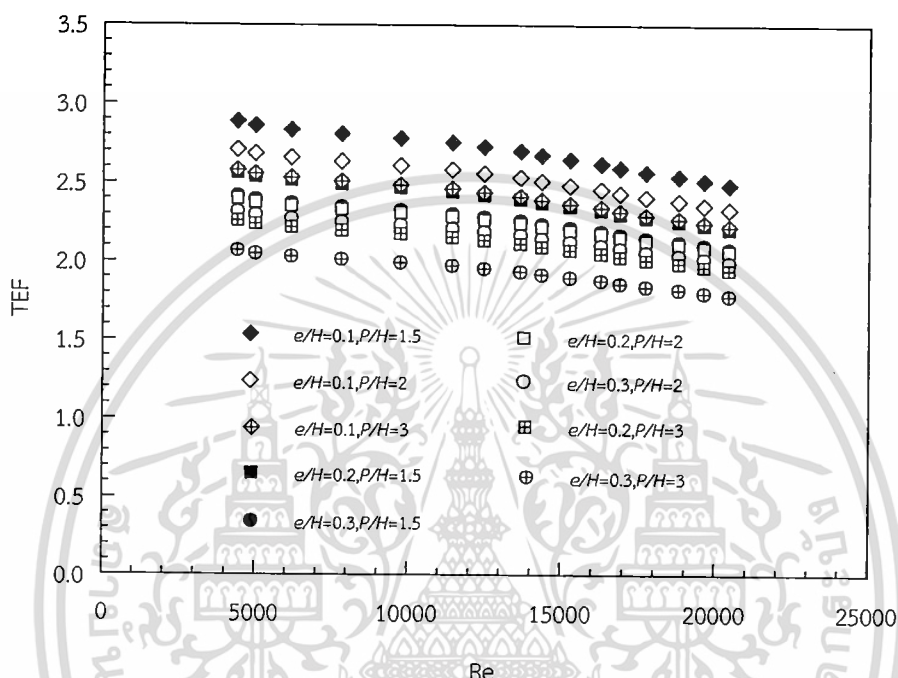 3.5
3.0
2.5
2.0
1.5
1.0
0.5
0.0
TEF
e/H=0.1,P/H=1.5
e/H=0.1,P/H=2
e/H=0.1,P/H=3
e/H=0.2,P/H=1.5
e/H=0.3,P/H=1.5
e/H=0.2,P/H=2
e/H=0.3,P/H=2
e/H=0.2,P/H=3
e/H=0.3,P/H=3
0 5000 10000 15000 20000 25000
Re